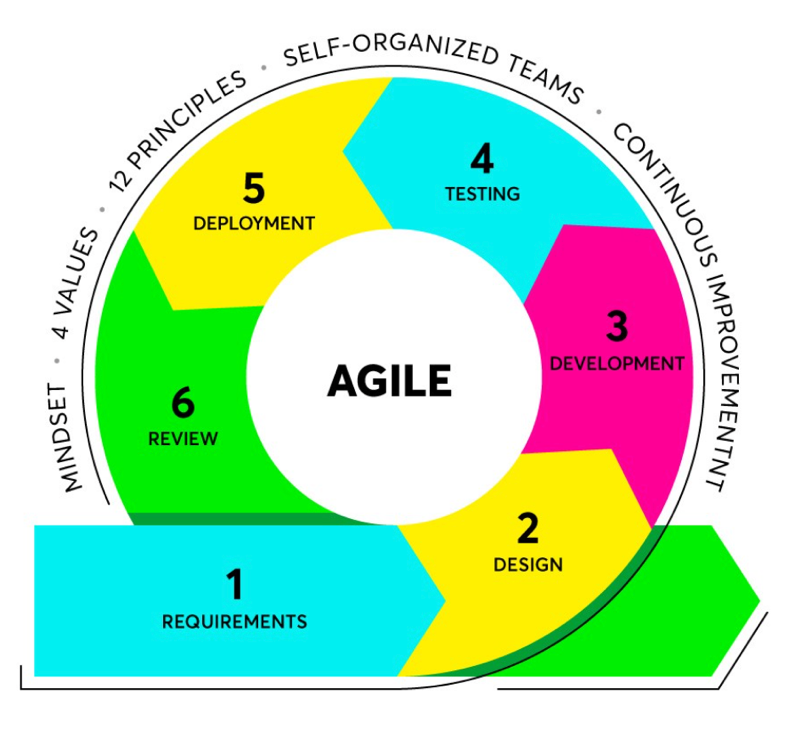 MINDSET • 4 VALUES • 12 PRINCIPLES • SELF-ORGANIZED TEAMS • CONTINUOUS IMPROVEMENTNT
5
DEPLOYMENT
4
TESTING
3
DEVELOPMENT
AGILE
6
REVIEW
2
DESIGN
1
REQUIREMENTS